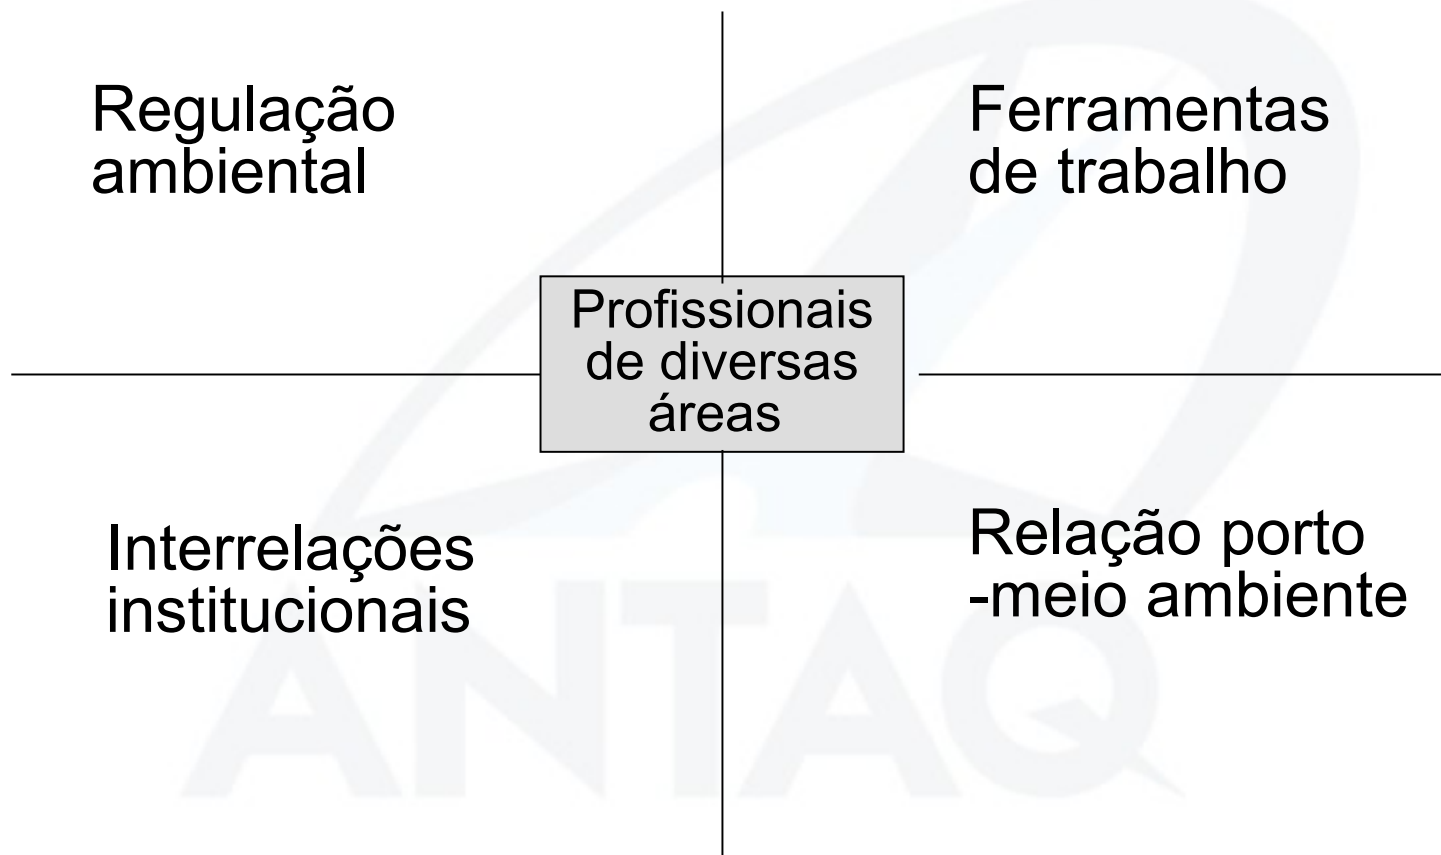 Regulação
ambiental
Ferramentas
de trabalho
Profissionais
de diversas
áreas
Interrelações
institucionais
Relação porto
-meio ambiente
ANTAQ